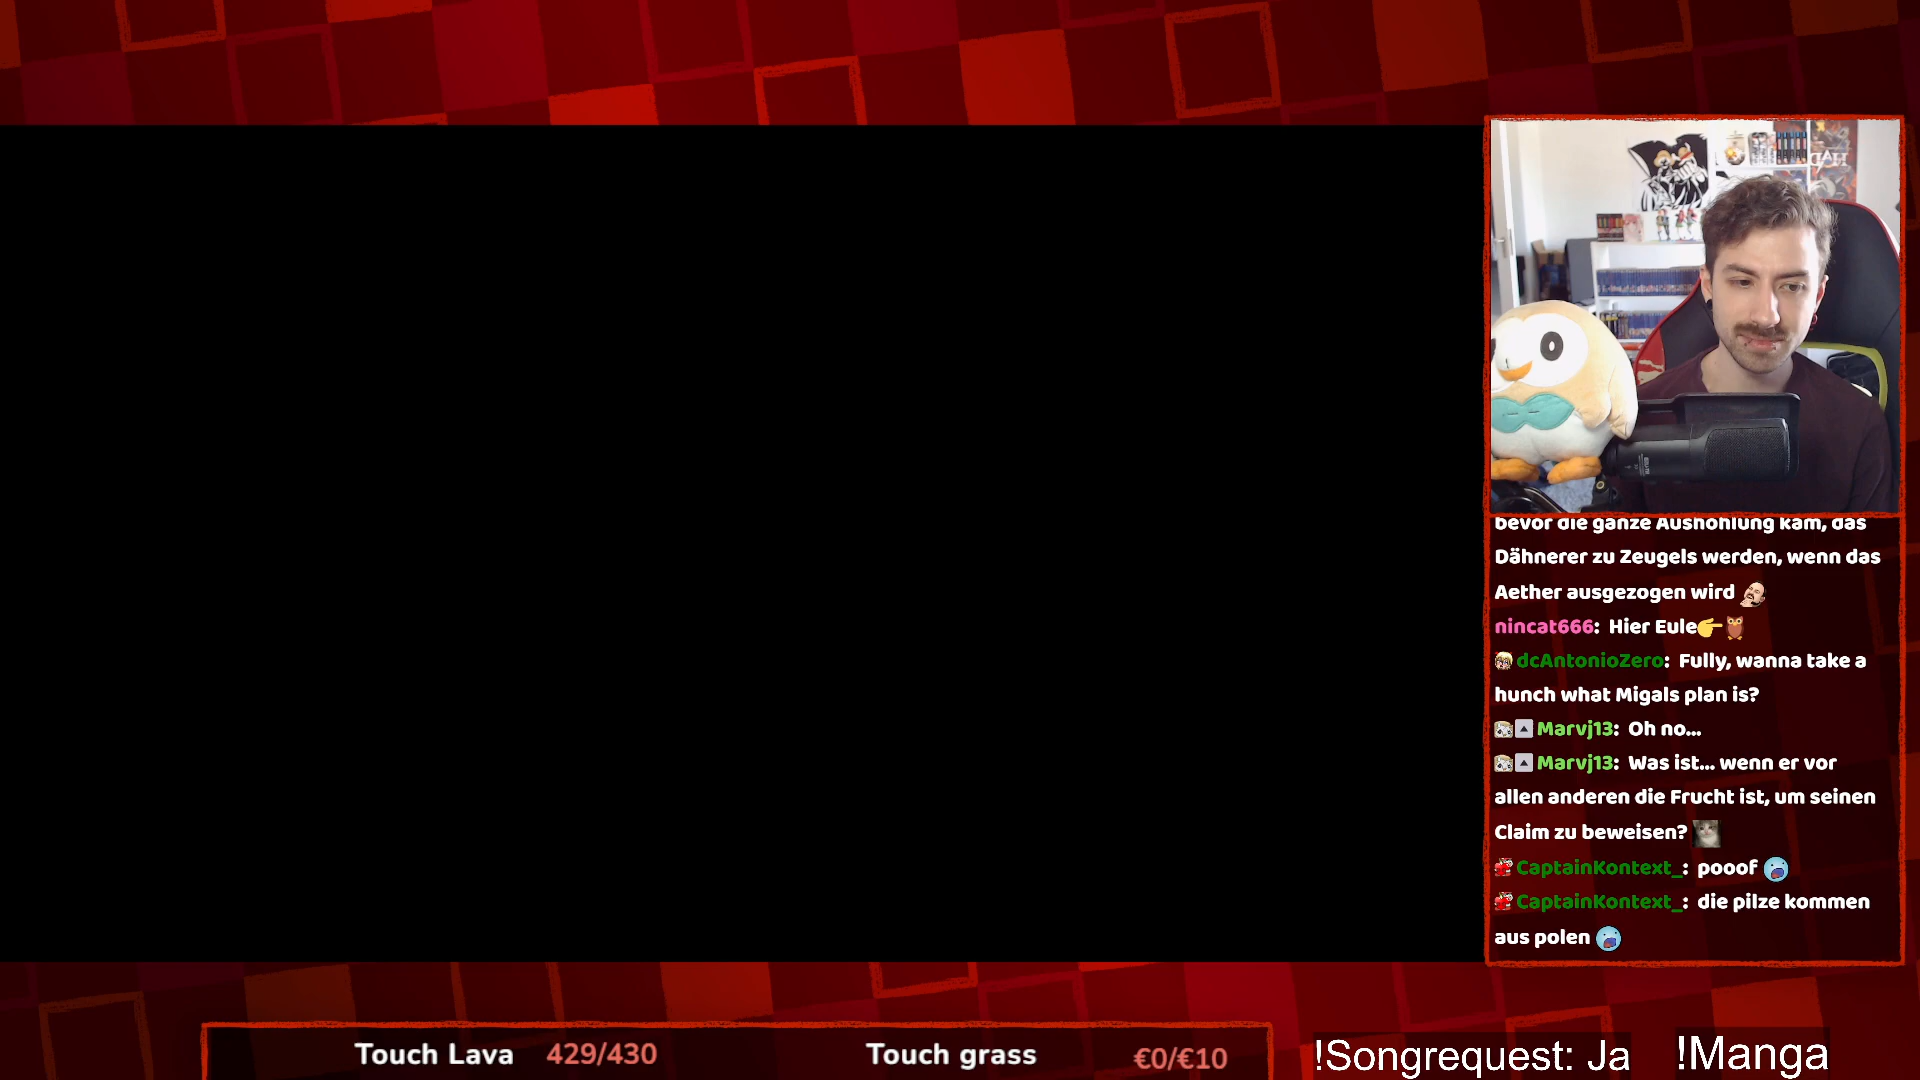 bevor die ganze Aushöhlung kam, das
Dähnerer zu Zeugels werden, wenn das
Aether ausgezogen wird
nincat666: Hier Eule
dcAntonioZero: Fully, wanna take a
hunch what Migals plan is?
Marvj13: Oh no...
Marvj13: Was ist... wenn er vor
allen anderen die Frucht ist, um seinen
Claim zu beweisen?
CaptainKontext_: pooof
CaptainKontext_: die pilze kommen
aus polen
Touch Lava 429/430 Touch grass €0/€10 !Songrequest: Ja !Manga